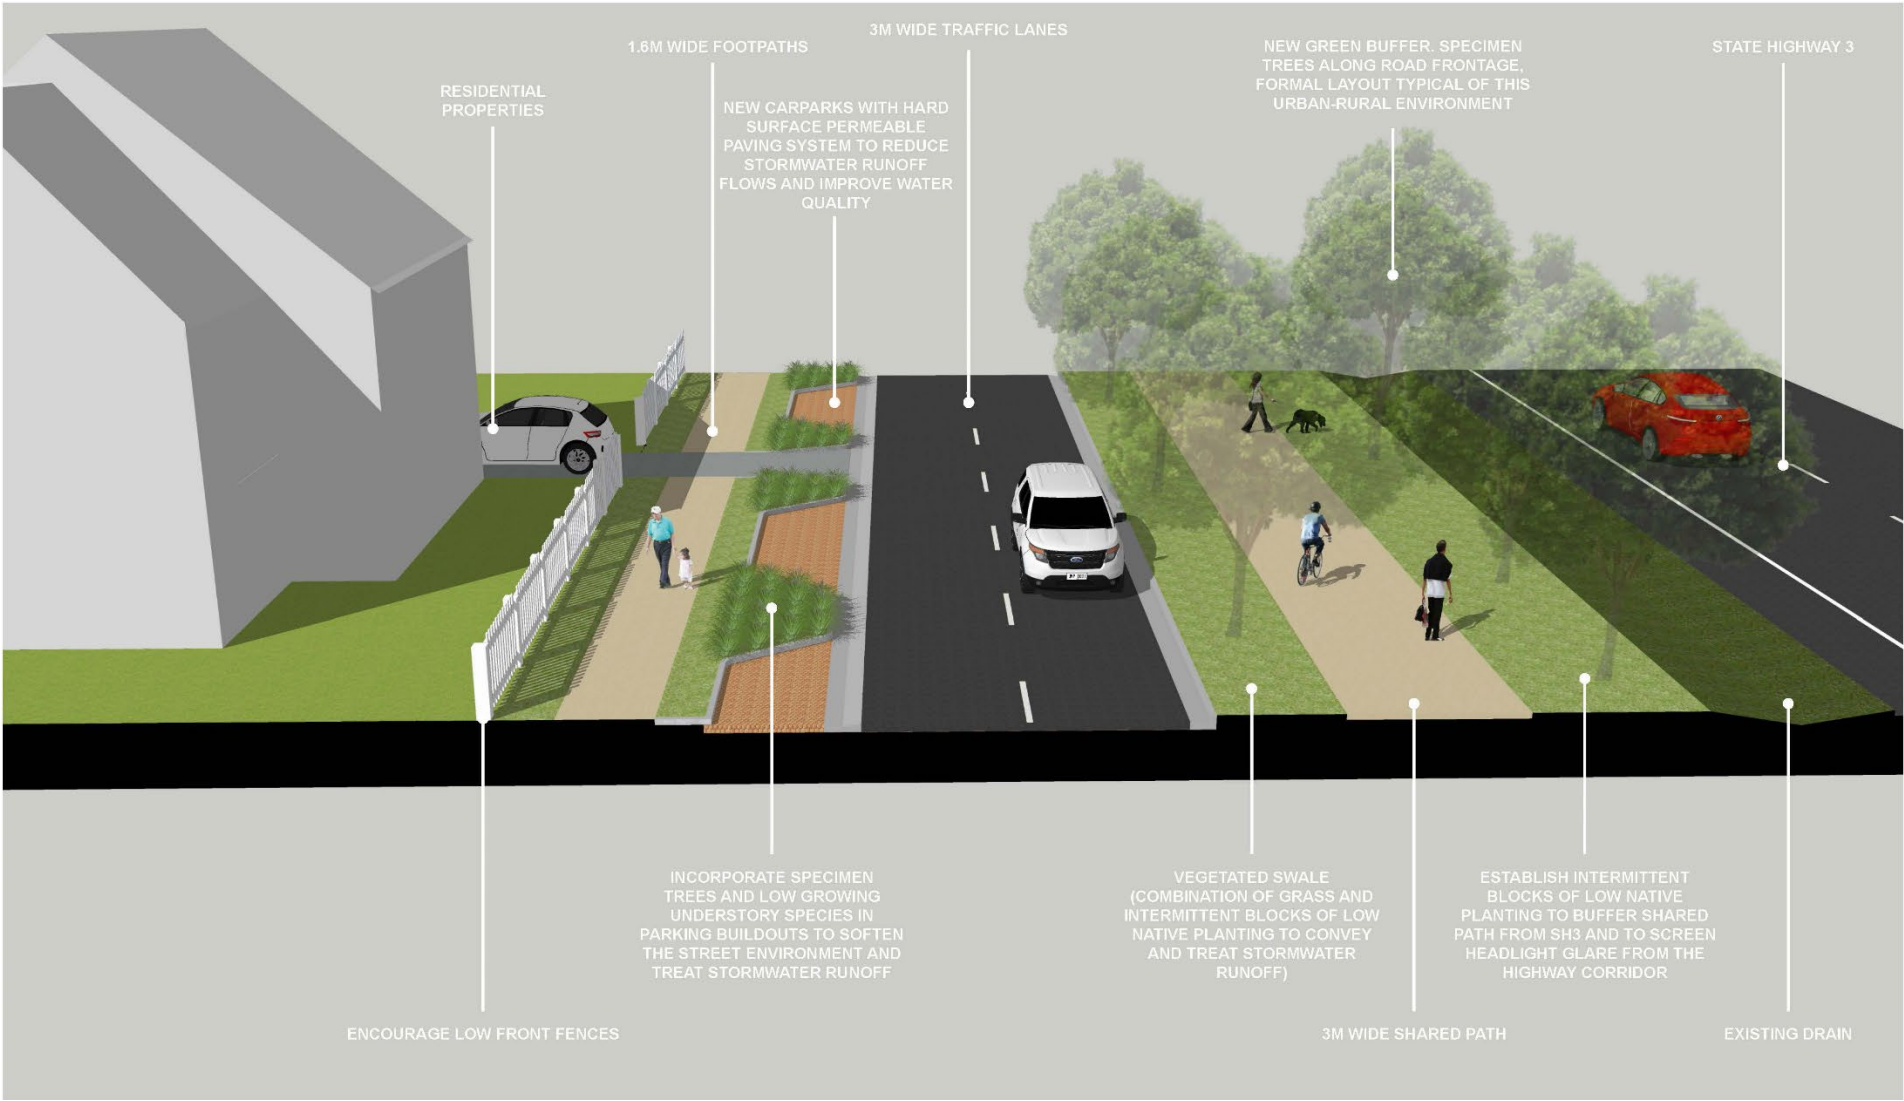 3M WIDE TRAFFIC LANES
1.6M WIDE FOOTPATHS
NEW GREEN BUFFER. SPECIMEN
TREES ALONG ROAD FRONTAGE,
FORMAL LAYOUT TYPICAL OF THIS
URBAN-RURAL ENVIRONMENT
STATE HIGHWAY 3
RESIDENTIAL
PROPERTIES
NEW CARPARKS WITH HARD
SURFACE PERMEABLE
PAVING SYSTEM TO REDUCE
STORMWATER RUNOFF
FLOWS AND IMPROVE WATER
QUALITY
INCORPORATE SPECIMEN
TREES AND LOW GROWING
UNDERSTORY SPECIES IN
PARKING BUILDOUTS TO SOFTEN
THE STREET ENVIRONMENT AND
TREAT STORMWATER RUNOFF
VEGETATED SWALE
(COMBINATION OF GRASS AND
INTERMITTENT BLOCKS OF LOW
NATIVE PLANTING TO CONVEY
AND TREAT STORMWATER
RUNOFF)
ESTABLISH INTERMITTENT
BLOCKS OF LOW NATIVE
PLANTING TO BUFFER SHARED
PATH FROM SH3 AND TO SCREEN
HEADLIGHT GLARE FROM THE
HIGHWAY CORRIDOR
ENCOURAGE LOW FRONT FENCES
3M WIDE SHARED PATH
EXISTING DRAIN